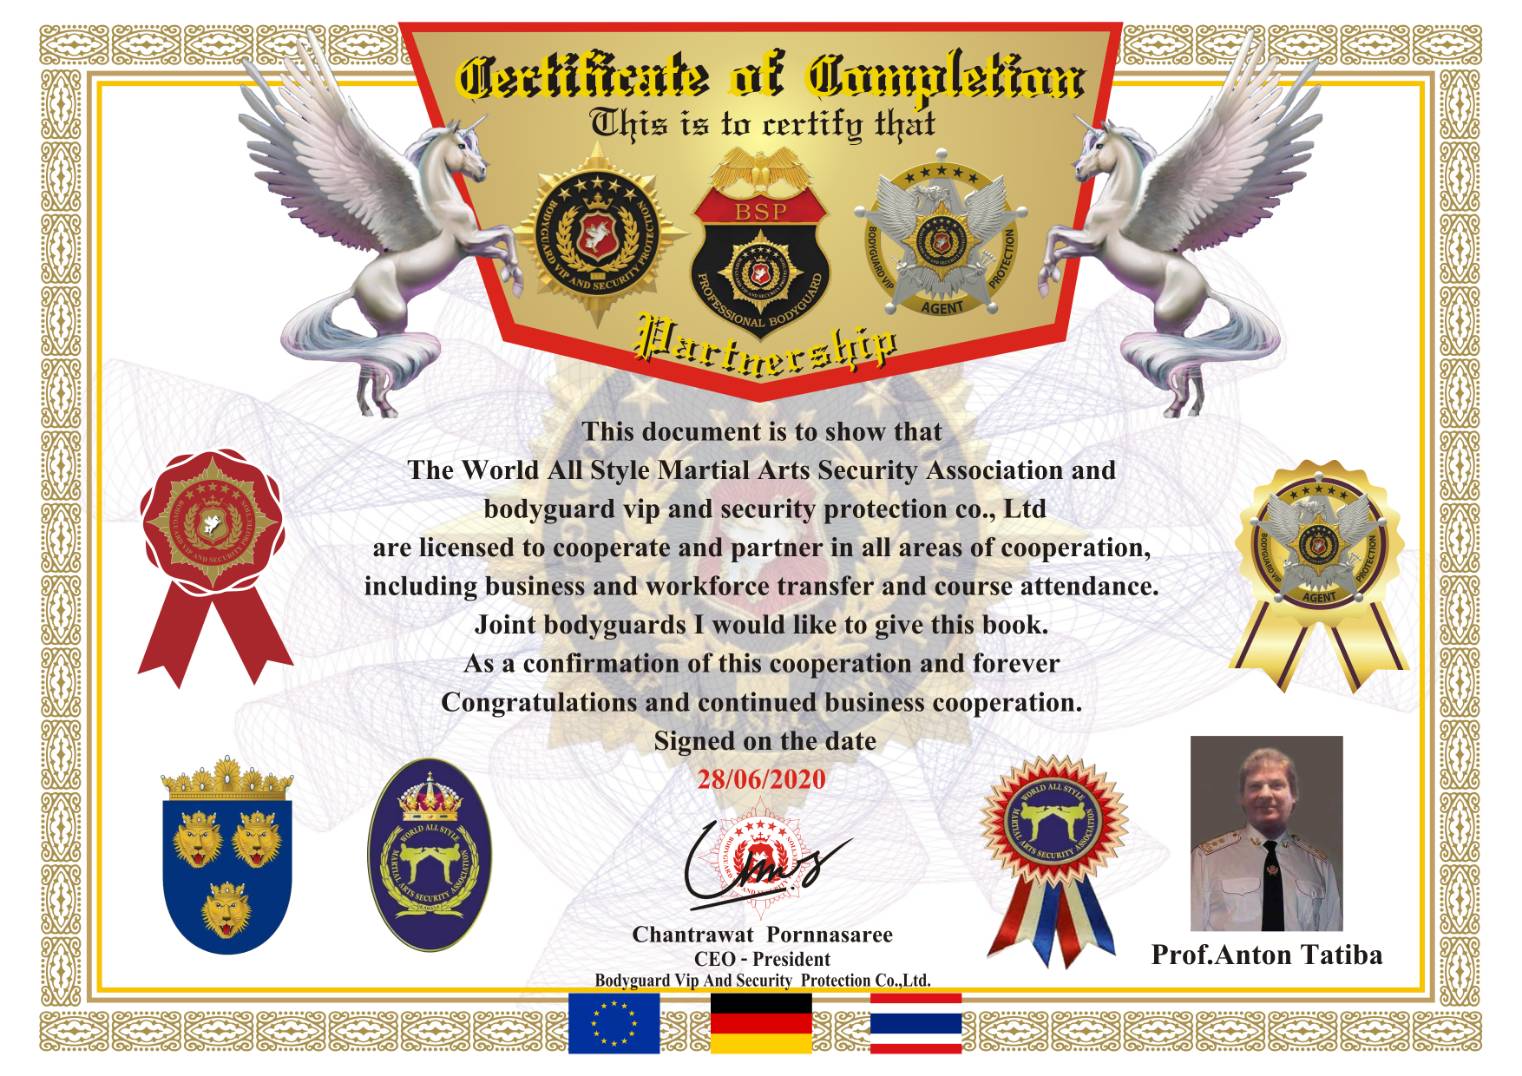 Certificate of Completion
This is to certify that
BODYGUARD VIP AND SECURITY PROTECTION
BSP
PROFESSIONAL BODYGUARD
BODYGUARD VIP
PROTECTION
AGENT
Partnership
This document is to show that
The World All Style Martial Arts Security Association and
bodyguard vip and security protection co., Ltd
are licensed to cooperate and partner in all areas of cooperation,
including business and workforce transfer and course attendance.
Joint bodyguards I would like to give this book.
As a confirmation of this cooperation and forever
Congratulations and continued business cooperation.
Signed on the date
28/06/2020
BODYGUARD VIP AND SECURITY PROTECTION
BODYGUARD VIP
PROTECTION
AGENT
WORLD ALL STYLE
MARTIAL ARTS SECURITY ASSOCIATION
WORLD ALL STYLE
MARTIAL ARTS SECURITY ASSOCIATION
Chantrawat Pornnasaree
CEO - President
Bodyguard Vip And Security Protection Co.,Ltd.
Prof.Anton Tatiba